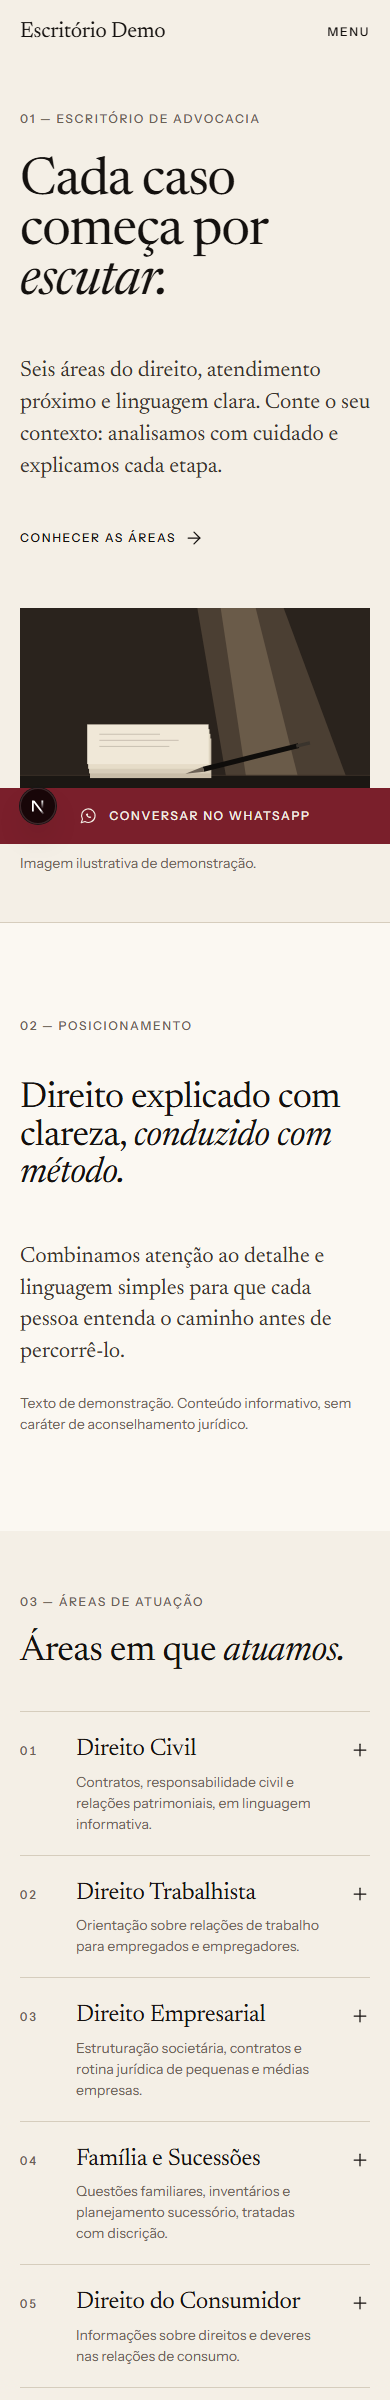 Escritório Demo
MENU
01 — ESCRITÓRIO DE ADVOCACIA
Cada caso
começa por
escutar.
Seis áreas do direito, atendimento
próximo e linguagem clara. Conte o seu
contexto: analisamos com cuidado e
explicamos cada etapa.
CONHECER AS ÁREAS
N
CONVERSAR NO WHATSAPP
Imagem ilustrativa de demonstração.
02 — POSICIONAMENTO
Direito explicado com
clareza, conduzido com
método.
Combinamos atenção ao detalhe e
linguagem simples para que cada
pessoa entenda o caminho antes de
percorrê-lo.
Texto de demonstração. Conteúdo informativo, sem
caráter de aconselhamento jurídico.
03 — ÁREAS DE ATUAÇÃO
Áreas em que atuamos.
01
Direito Civil
Contratos, responsabilidade civil e
relações patrimoniais, em linguagem
informativa.
02
Direito Trabalhista
Orientação sobre relações de trabalho
para empregados e empregadores.
03
Direito Empresarial
Estruturação societária, contratos e
rotina jurídica de pequenas e médias
empresas.
04
Família e Sucessões
Questões familiares, inventários e
planejamento sucessório, tratadas
com discrição.
05
Direito do Consumidor
Informações sobre direitos e deveres
nas relações de consumo.